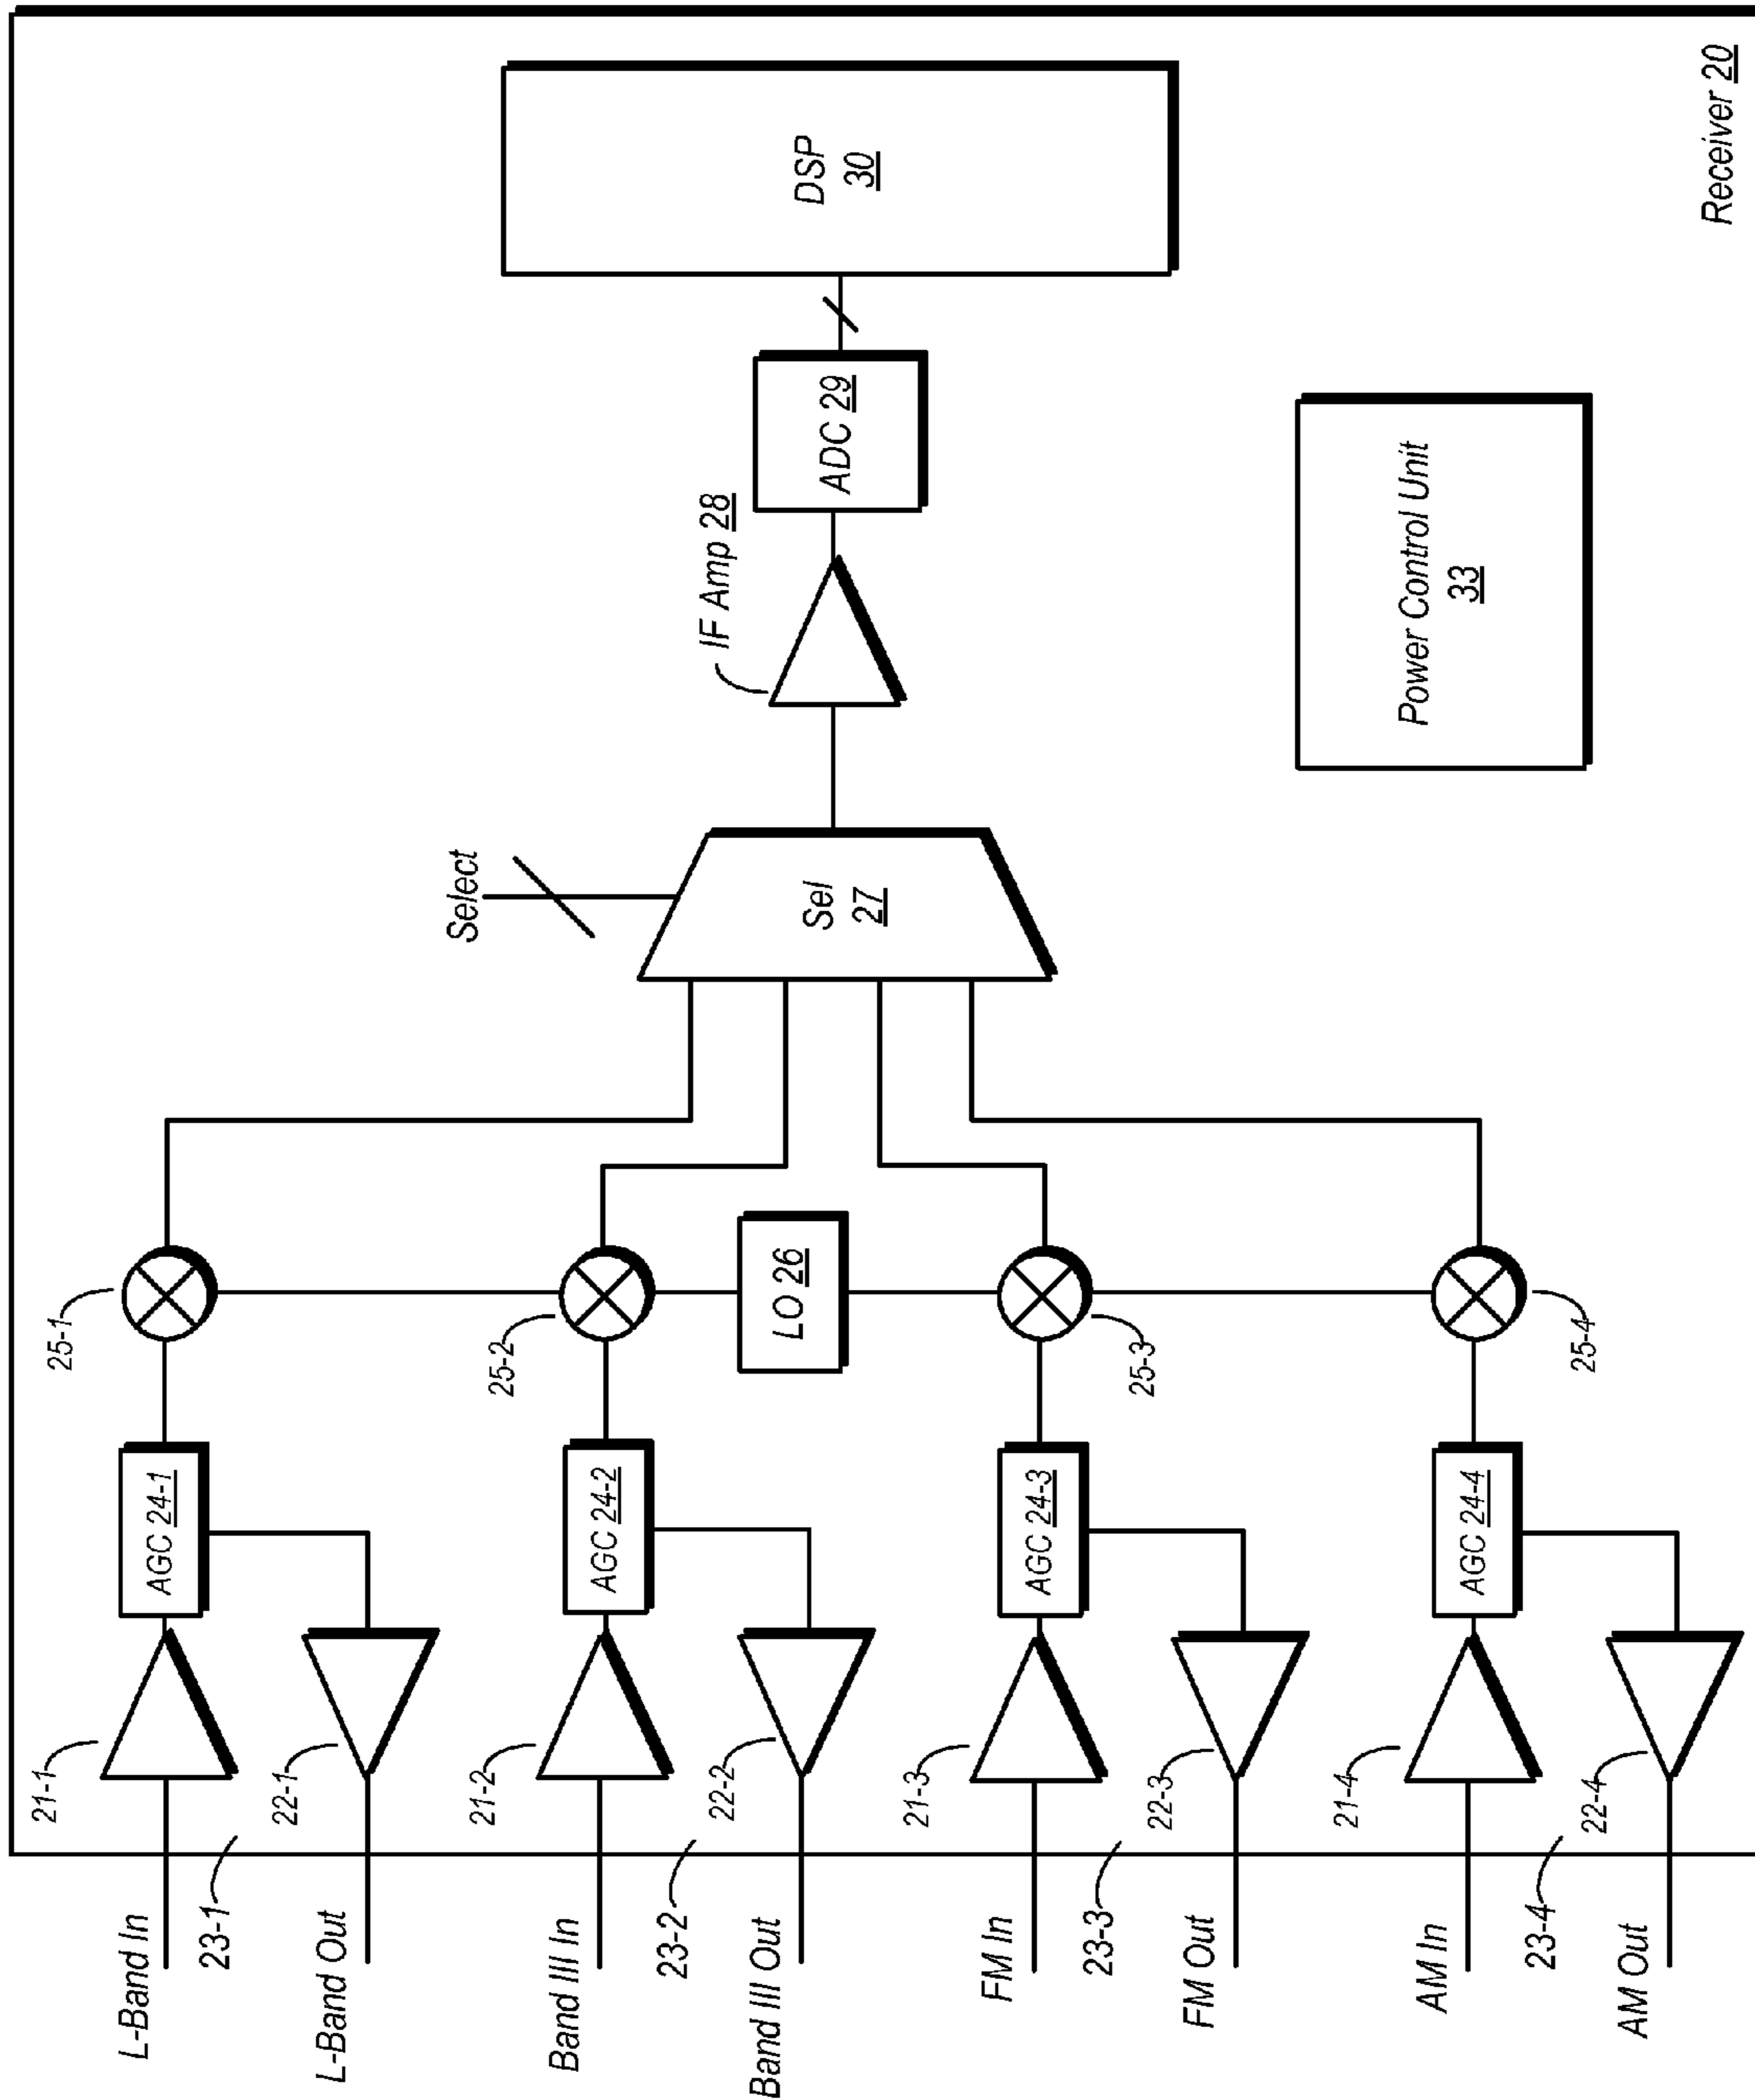 L-Band In
23-1
L-Band Out
21-1
22-1
AGC 24-1
25-1
Band III In
23-2
Band III Out
21-2
22-2
AGC 24-2
25-2
LO 26
FM In
23-3
FM Out
21-3
22-3
AGC 24-3
25-3
AM In
23-4
AM Out
21-4
22-4
AGC 24-4
25-4
Select
Sel
27
IF Amp 28
ADC 29
DSP
30
Power Control Unit
33
Receiver 20